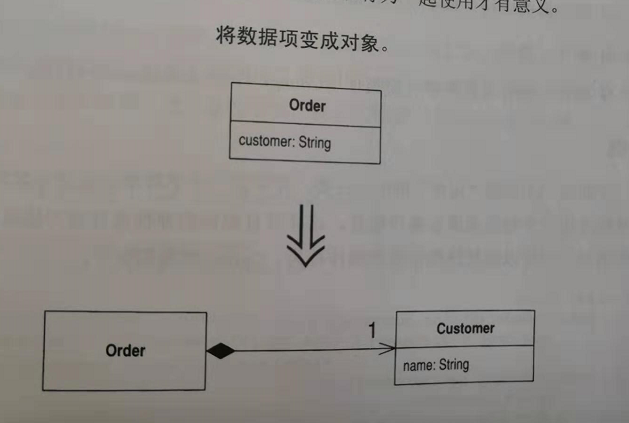 一起使用才有意义。
将数据项变成对象。
Order
customer: String
1
Order
Customer
name: String